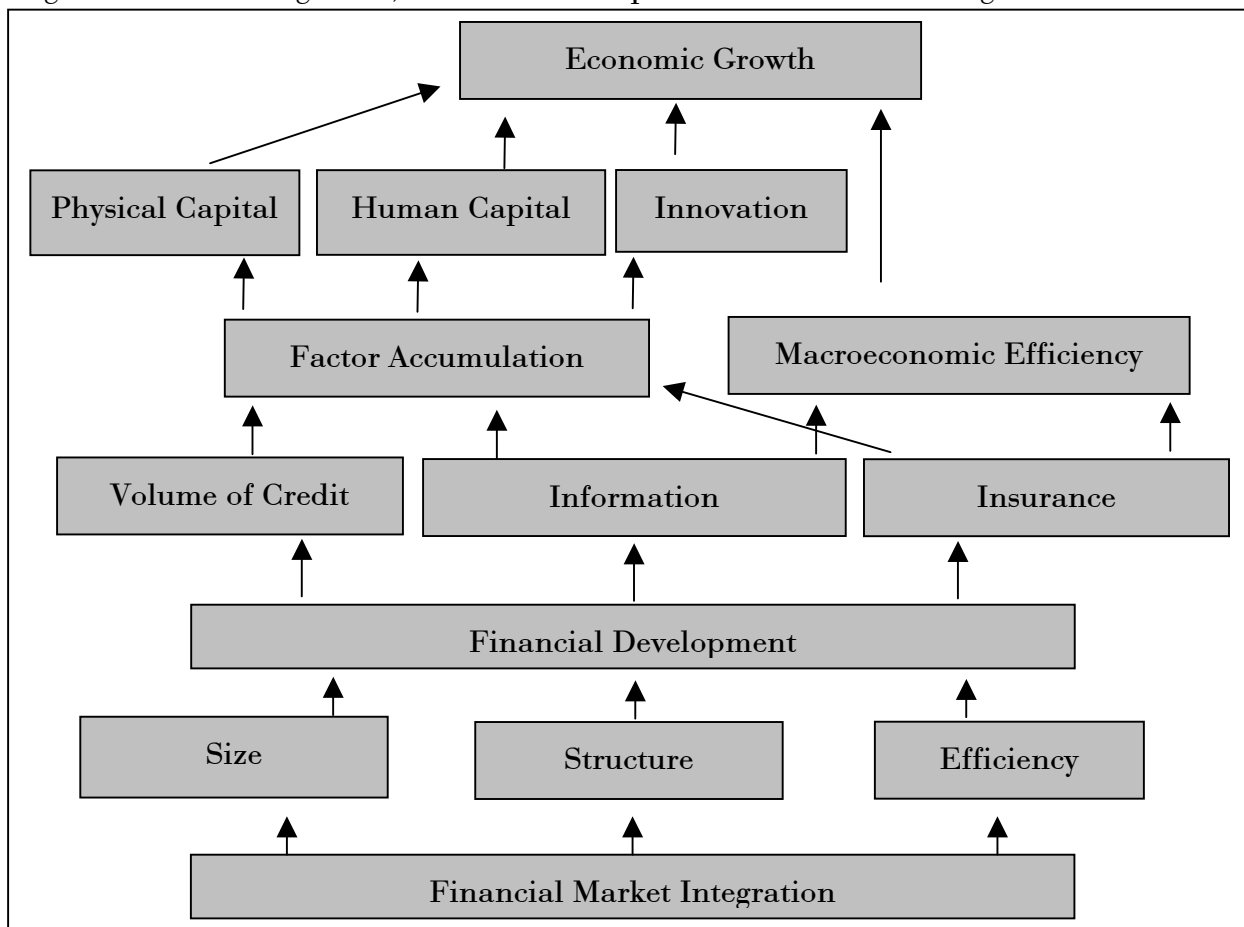 Economic Growth
Physical Capital
Human Capital
Innovation
Factor Accumulation
Macroeconomic Efficiency
Volume of Credit
Information
Insurance
Financial Development
Size
Structure
Efficiency
Financial Market Integration